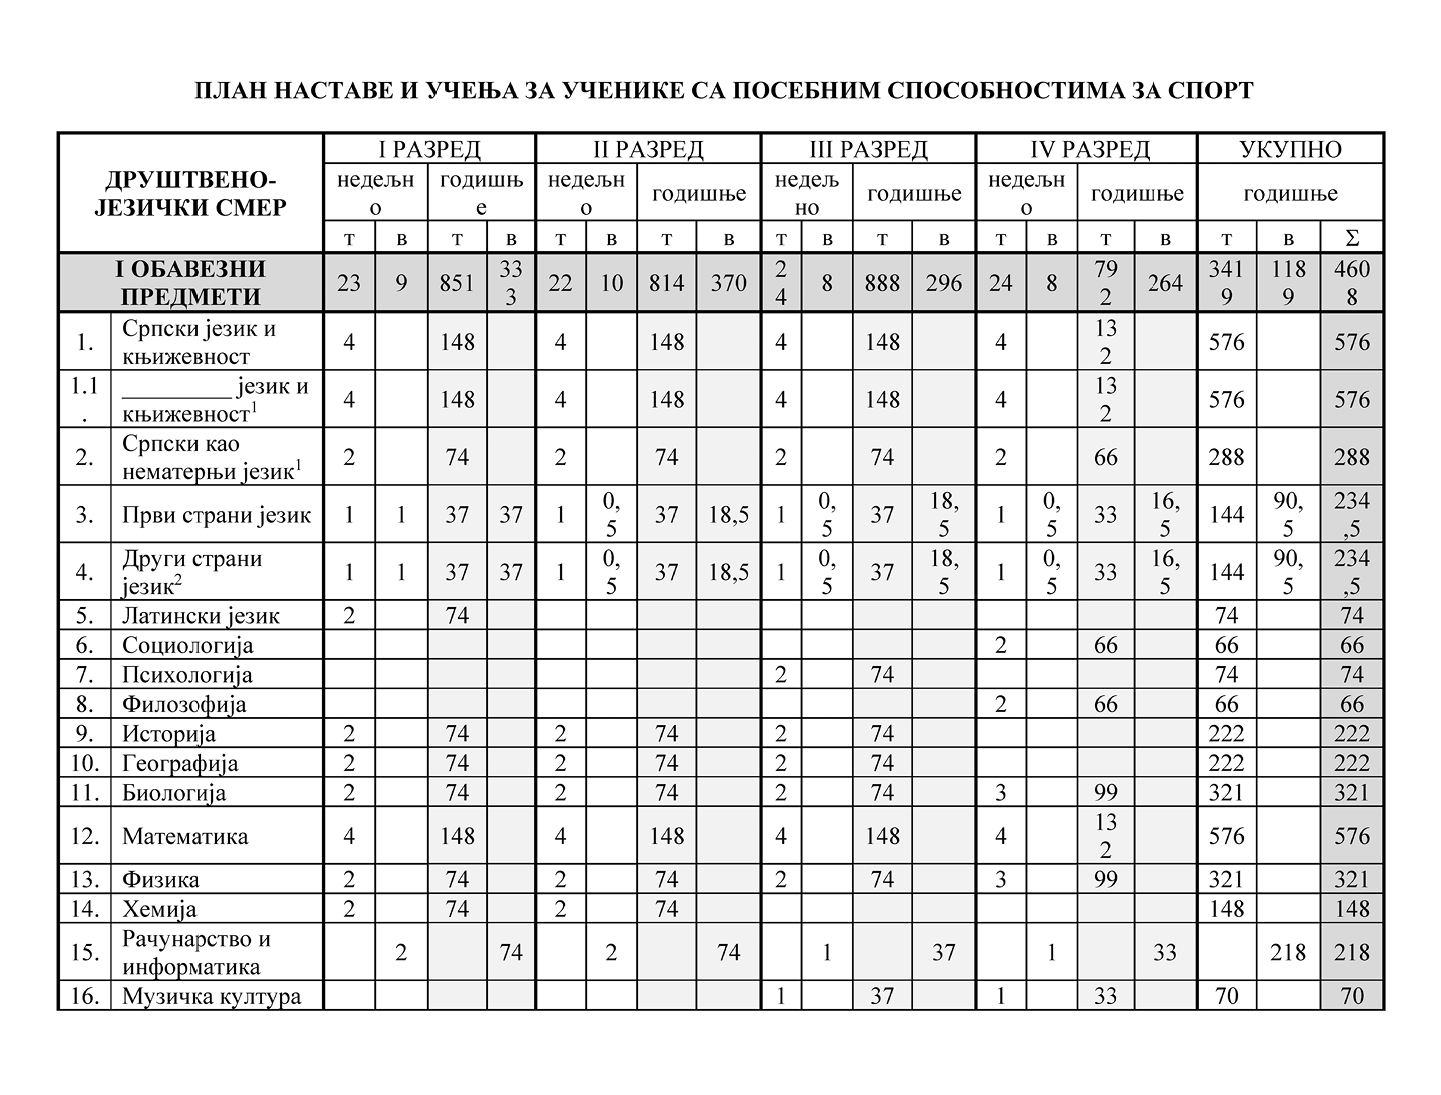 ПЛАН НАСТАВЕ И УЧЕЊА ЗА УЧЕНИКЕ СА ПОСЕБНИМ СПОСОБНОСТИМА ЗА СПОРТ
ДРУШТВЕНО-ЈЕЗИЧКИ СМЕР I РАЗРЕД II РАЗРЕД III РАЗРЕД IV РАЗРЕД УКУПНО
недељно годишње недељно годишње недељно годишње недељно годишње годишње
т в т в т в т в т в т в т в т в т в Σ
I ОБАВЕЗНИ ПРЕДМЕТИ 23 9 851 333 22 10 814 370 24 8 888 296 24 8 792 264 3419 1189 4608
1. Српски језик и књижевност 4 148 4 148 4 148 4 132 576 576
1.1. __________ језик и књижевност1 4 148 4 148 4 148 4 132 576 576
2. Српски као нематерњи језик1 2 74 2 74 2 74 2 66 288 288
3. Први страни језик 1 1 37 37 1 0,5 37 18,5 1 0,5 37 18,5 1 0,5 33 16,5 144 90,5 234,5
4. Други страни језик2 1 1 37 37 1 0,5 37 18,5 1 0,5 37 18,5 1 0,5 33 16,5 144 90,5 234,5
5. Латински језик 2 74 74 74
6. Социологија 2 66 66 66
7. Психологија 2 74 74 74
8. Филозофија 2 66 66 66
9. Историја 2 74 2 74 2 74 222 222
10. Географија 2 74 2 74 2 74 222 222
11. Биологија 2 74 2 74 2 74 3 99 321 321
12. Математика 4 148 4 148 4 148 4 132 576 576
13. Физика 2 74 2 74 2 74 3 99 321 321
14. Хемија 2 74 2 74 148 148
15. Рачунарство и информатика 2 74 2 74 1 37 1 33 218 218
16. Музичка култура 1 37 1 33 70 70